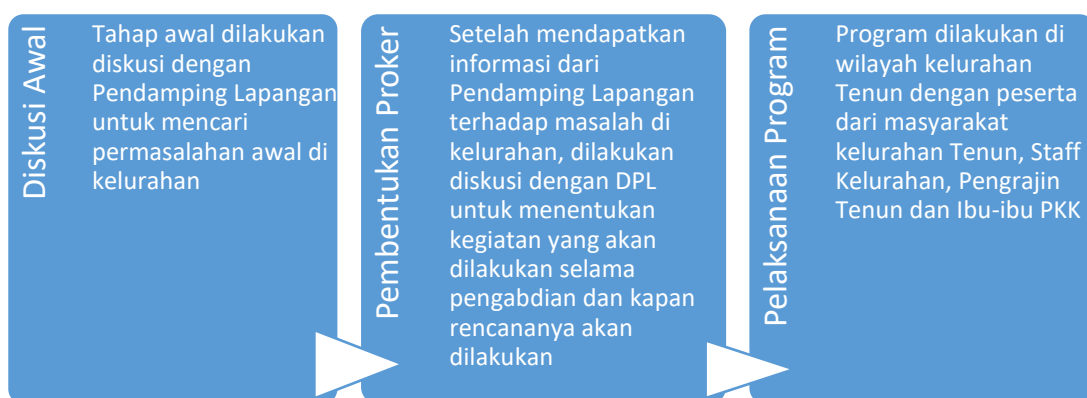 Diskusi Awal
Tahap awal dilakukan
diskusi dengan
Pendamping Lapangan
untuk mencari
permasalahan awal di
kelurahan
Pembentukan Proker
Setelah mendapatkan
informasi dari
Pendamping Lapangan
terhadap masalah di
kelurahan, dilakukan
diskusi dengan DPL
untuk menentukan
kegiatan yang akan
dilakukan selama
pengabdian dan kapan
rencananya akan
dilakukan
Pelaksanaan Program
Program dilakukan di
wilayah kelurahan
Tenun dengan peserta
dari masyarakat
kelurahan Tenun, Staff
Kelurahan, Pengrajin
Tenun dan Ibu-ibu PKK